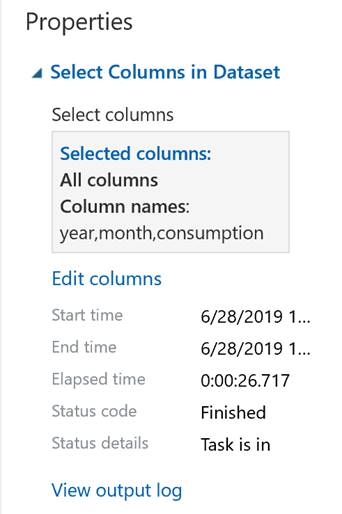 Properties
Select Columns in Dataset
Select columns
Selected columns:
All columns
Column names:
year,month,consumption
Edit columns
Start time 6/28/2019 1...
End time 6/28/2019 1...
Elapsed time 0:00:26.717
Status code Finished
Status details Task is in
View output log